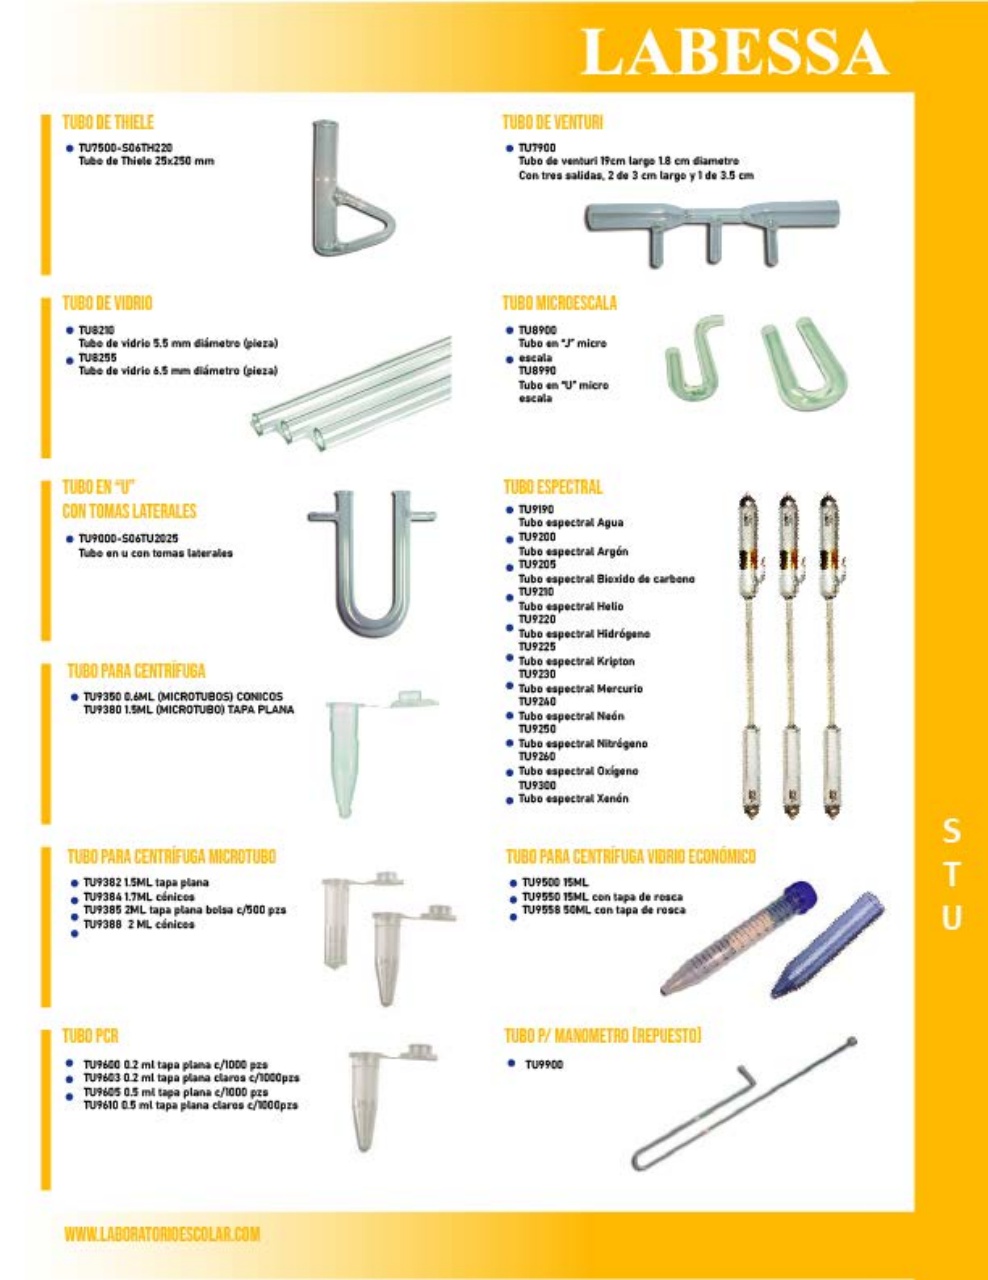 LABESSA
TUBO DE THIELE
TU7500-S06TH220
Tubo de Thiele 25x250 mm
TUBO DE VENTURI
TU7900
Tubo de venturi 19cm largo 1.8 cm diametro
Con tres salidas, 2 de 3 cm largo y 1 de 3.5 cm
TUBO DE VIDRIO
TU8210
Tubo de vidrio 5.5 mm diámetro (pieza)
TU8255
Tubo de vidrio 6.5 mm diámetro (pieza)
TUBO MICROESCALA
TU8900
Tubo en "J" micro
escala
TU8990
Tubo en "U" micro
escala
TUBO EN "U"
CON TOMAS LATERALES
TU9000-S06TU2025
Tubo en u con tomas laterales
TUBO ESPECTRAL
TU9190
Tubo espectral Agua
TU9200
Tubo espectral Argón
TU9205
Tubo espectral Bioxido de carbono
TU9210
Tubo espectral Helio
TU9220
Tubo espectral Hidrógeno
TU9225
Tubo espectral Kripton
TU9230
Tubo espectral Mercurio
TU9240
Tubo espectral Neón
TU9250
Tubo espectral Nitrógeno
TU9260
Tubo espectral Oxígeno
TU9300
Tubo espectral Xenón
TUBO PARA CENTRÍFUGA
TU9350 0.6ML (MICROTUBOS) CONICOS
TU9380 1.5ML (MICROTUBO) TAPA PLANA
TUBO PARA CENTRÍFUGA MICROTUBO
TU9382 1.5ML tapa plana
TU9384 1.7ML cónicos
TU9385 2ML tapa plana bolsa c/500 pzs
TU9388 2 ML cónicos
TUBO PARA CENTRÍFUGA VIDRIO ECONÓMICO
TU9500 15ML
TU9550 15ML con tapa de rosca
TU9558 50ML con tapa de rosca
TUBO PCR
TU9600 0.2 ml tapa plana c/1000 pzs
TU9603 0.2 ml tapa plana claros c/1000pzs
TU9605 0.5 ml tapa plana c/1000 pzs
TU9610 0.5 ml tapa plana claros c/1000pzs
TUBO P/ MANOMETRO (REPUESTO)
TU9900
S
T
U
WWW.LABORATORIOESCOLAR.COM